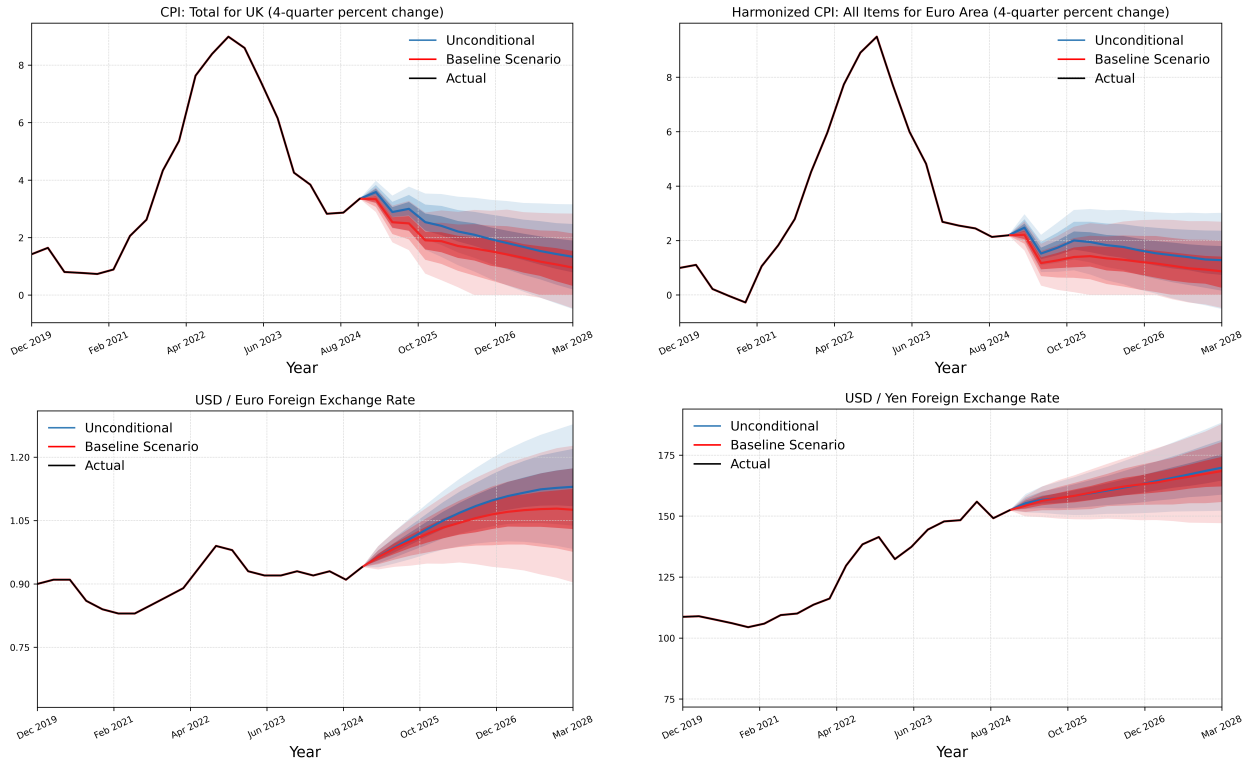 CPI: Total for UK (4-quarter percent change)
Unconditional
Baseline Scenario
Actual
8
6
4
2
0
Dec 2019
Feb 2021
Apr 2022
Jun 2023
Aug 2024
Oct 2025
Dec 2026
Mar 2028
Year
Harmonized CPI: All Items for Euro Area (4-quarter percent change)
Unconditional
Baseline Scenario
Actual
8
6
4
2
0
Dec 2019
Feb 2021
Apr 2022
Jun 2023
Aug 2024
Oct 2025
Dec 2026
Mar 2028
Year
USD / Euro Foreign Exchange Rate
Unconditional
Baseline Scenario
Actual
1.20
1.05
0.90
0.75
Dec 2019
Feb 2021
Apr 2022
Jun 2023
Aug 2024
Oct 2025
Dec 2026
Mar 2028
Year
USD / Yen Foreign Exchange Rate
Unconditional
Baseline Scenario
Actual
175
150
125
100
75
Dec 2019
Feb 2021
Apr 2022
Jun 2023
Aug 2024
Oct 2025
Dec 2026
Mar 2028
Year